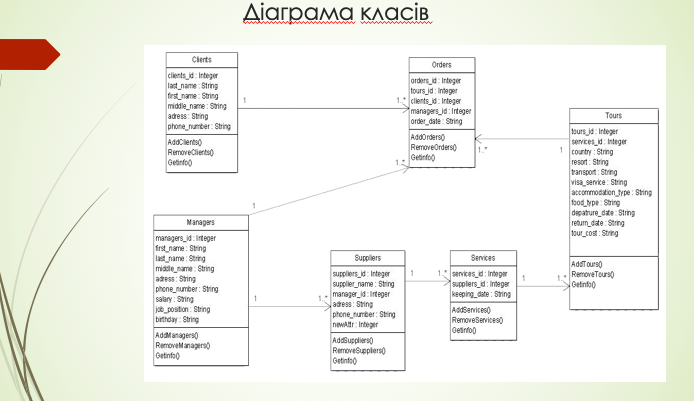 Діаграма класів
Clients
clients_id : Integer
last_name : String
first_name : String
middle_name : String
adress : String
phone_number : String
AddClients()
RemoveClients()
Getinfo()
1
1..*
Orders
orders_id : Integer
tours_id : Integer
clients_id : Integer
managers_id : Integer
order_date : String
AddOrders()
RemoveOrders()
Getinfo()
1..*
1
1..*
1
Tours
tours_id : Integer
services_id : Integer
country : String
resort : String
transport : String
visa_service : String
accommodation_type : String
food_type : String
depatrure_date : String
return_date : String
tour_cost : String
AddTours()
RemoveTours()
Getinfo()
Managers
managers_id : Integer
first_name : String
last_name : String
middle_name : String
adress : String
phone_number : String
salary : String
job_position : String
birthday : String
AddManagers()
RemoveManagers()
Getinfo()
1
1..*
Suppliers
suppliers_id : Integer
supplier_name : String
manager_id : Integer
adress : String
phone_number : String
newAttr : Integer
AddSuppliers()
RemoveSuppliers()
Getinfo()
1
1..*
Services
services_id : Integer
suppliers_id : Integer
keeping_date : String
AddServices()
RemoveServices()
Getinfo()
1
1..*